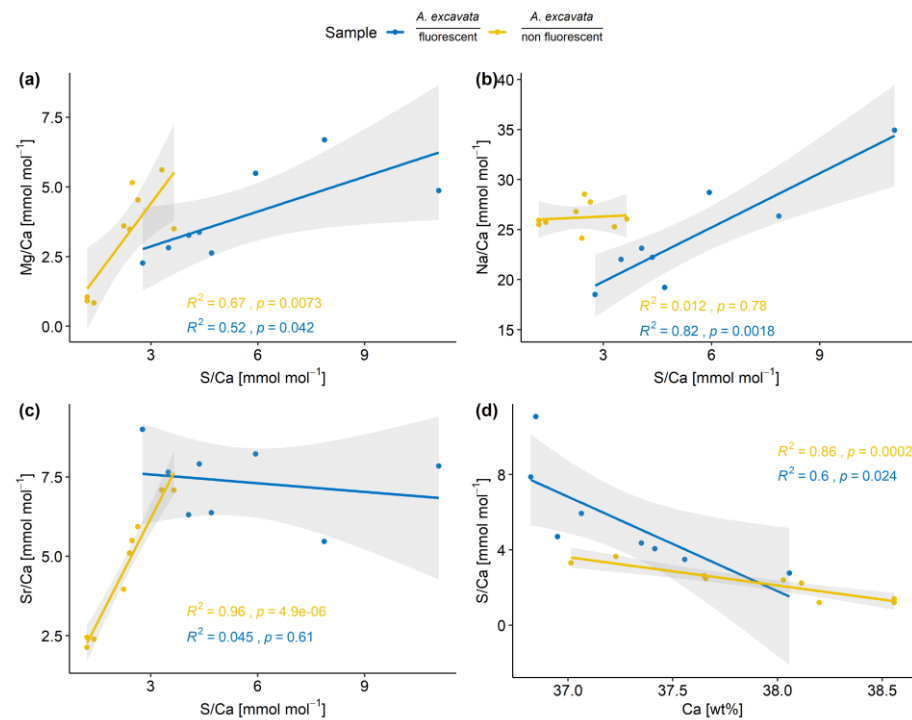 Sample A. excavata fluorescent A. excavata non fluorescent
(a)
Mg/Ca [mmol mol⁻¹]
7.5
5.0
2.5
0.0
R² = 0.67 , p = 0.0073
R² = 0.52 , p = 0.042
3 6 9
S/Ca [mmol mol⁻¹]
(b)
Na/Ca [mmol mol⁻¹]
40
35
30
25
20
15
R² = 0.012 , p = 0.78
R² = 0.82 , p = 0.0018
3 6 9
S/Ca [mmol mol⁻¹]
(c)
Sr/Ca [mmol mol⁻¹]
7.5
5.0
2.5
R² = 0.96 , p = 4.9e-06
R² = 0.045 , p = 0.61
3 6 9
S/Ca [mmol mol⁻¹]
(d)
S/Ca [mmol mol⁻¹]
8
4
0
R² = 0.86 , p = 0.0002
R² = 0.6 , p = 0.024
37.0 37.5 38.0 38.5
Ca [wt%]